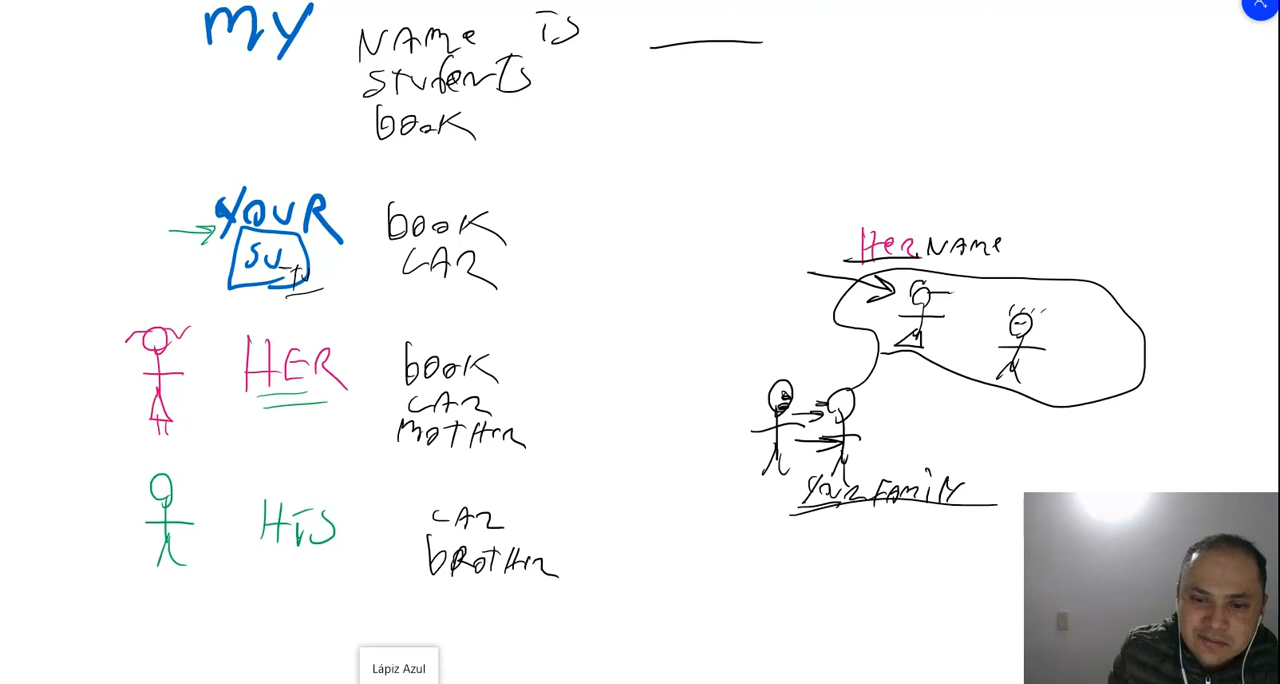 MY NAMe is
STUdenTs
book
YOUR book
SU - tu CAR
HER book
CAR
MOTHER
HIS CAR
bROTHER
Her NAME
YOUR FAMiLY
Lápiz Azul